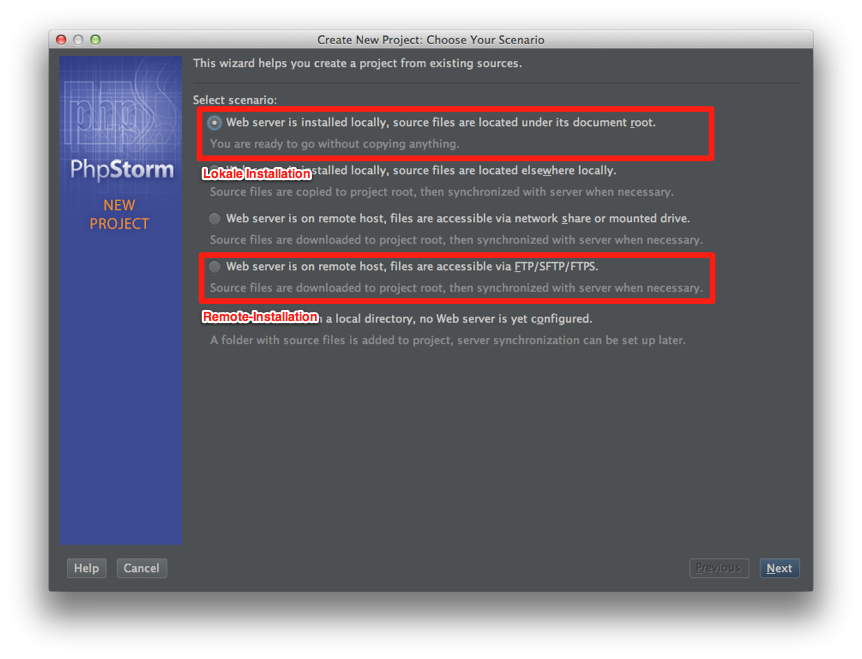 Create New Project: Choose Your Scenario
This wizard helps you create a project from existing sources.
php
PhpStorm
NEW
PROJECT
Select scenario:
Web server is installed locally, source files are located under its document root.
You are ready to go without copying anything.
Lokale Installation
installed locally, source files are located elsewhere locally.
Source files are copied to project root, then synchronized with server when necessary.
Web server is on remote host, files are accessible via network share or mounted drive.
Source files are downloaded to project root, then synchronized with server when necessary.
Web server is on remote host, files are accessible via FTP/SFTP/FTPS.
Source files are downloaded to project root, then synchronized with server when necessary.
Remote-Installation
a local directory, no Web server is yet configured.
A folder with source files is added to project, server synchronization can be set up later.
Help
Cancel
Previous
Next